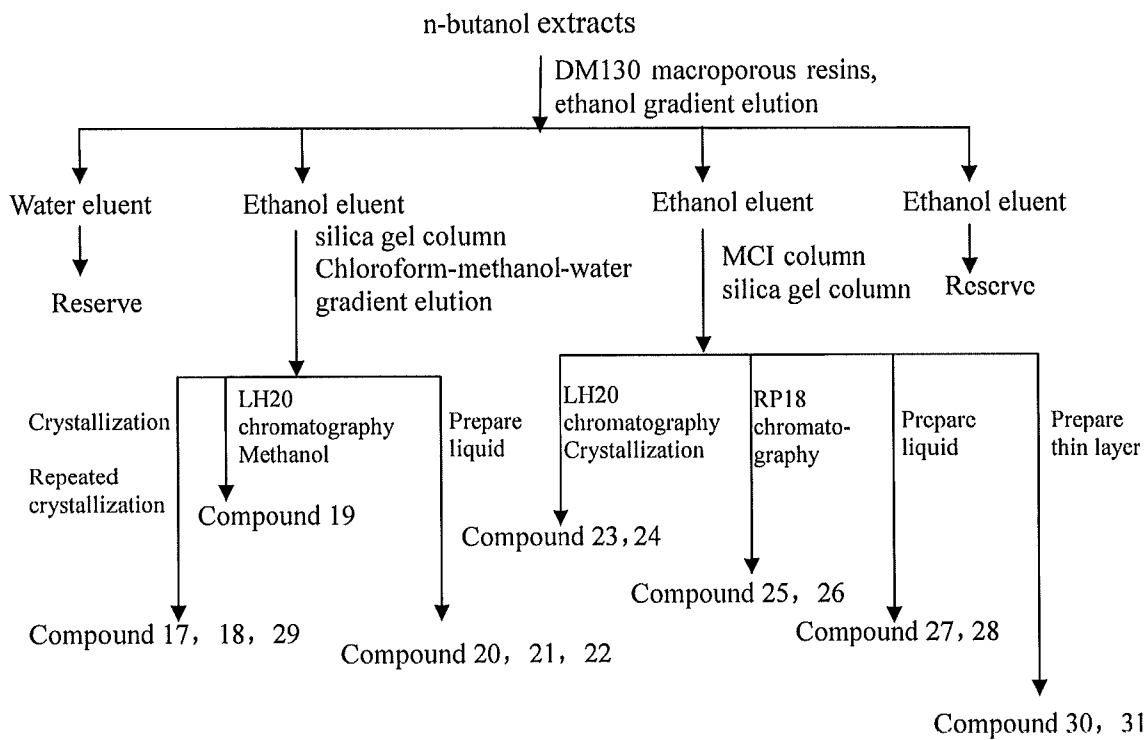 n-butanol extracts
DM130 macroporous resins,
ethanol gradient elution
Water eluent
Reserve
Ethanol eluent
silica gel column
Chloroform-methanol-water
gradient elution
Ethanol eluent
MCI column
silica gel column
Ethanol eluent
Reserve
Crystallization
Repeated
crystallization
LH20
chromatography
Methanol
Prepare
liquid
LH20
chromatography
Crystallization
RP18
chromato-
graphy
Prepare
liquid
Prepare
thin layer
Compound 19
Compound 23, 24
Compound 25, 26
Compound 17, 18, 29
Compound 20, 21, 22
Compound 27, 28
Compound 30, 31